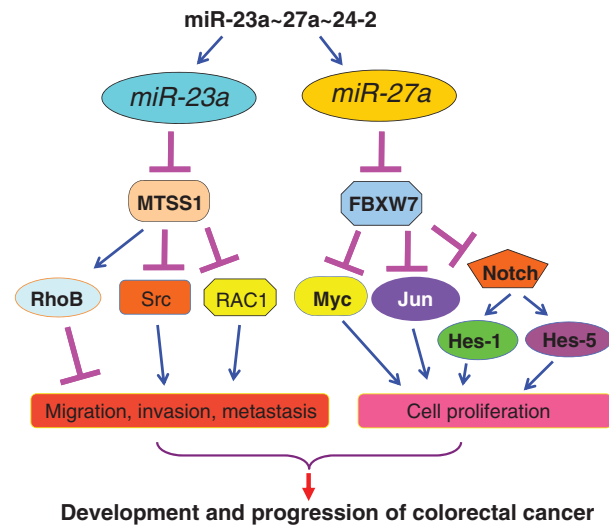 miR-23a~27a~24-2
miR-23a
miR-27a
MTSS1
FBXW7
RhoB
Src
RAC1
Myc
Jun
Notch
Hes-1
Hes-5
Migration, invasion, metastasis
Cell proliferation
Development and progression of colorectal cancer